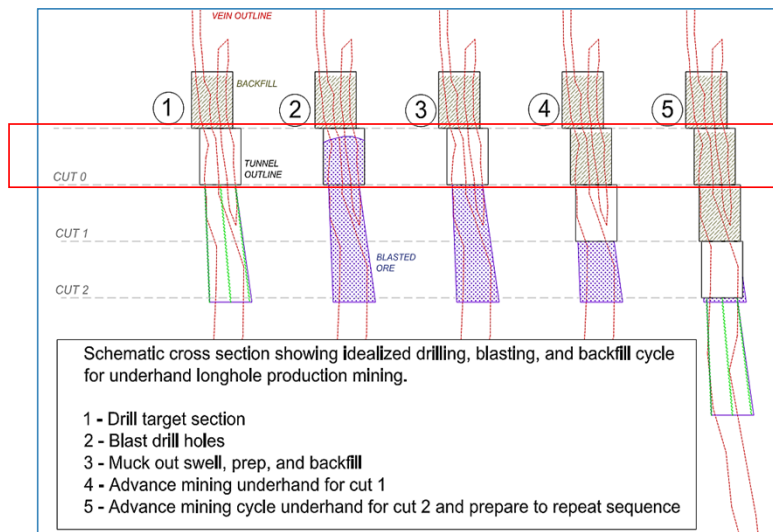 VEIN OUTLINE
BACKFILL
1
2
3
4
5
TUNNEL
OUTLINE
CUT 0
CUT 1
BLASTED
ORE
CUT 2
Schematic cross section showing idealized drilling, blasting, and backfill cycle
for underhand longhole production mining.
1 - Drill target section
2 - Blast drill holes
3 - Muck out swell, prep, and backfill
4 - Advance mining underhand for cut 1
5 - Advance mining cycle underhand for cut 2 and prepare to repeat sequence